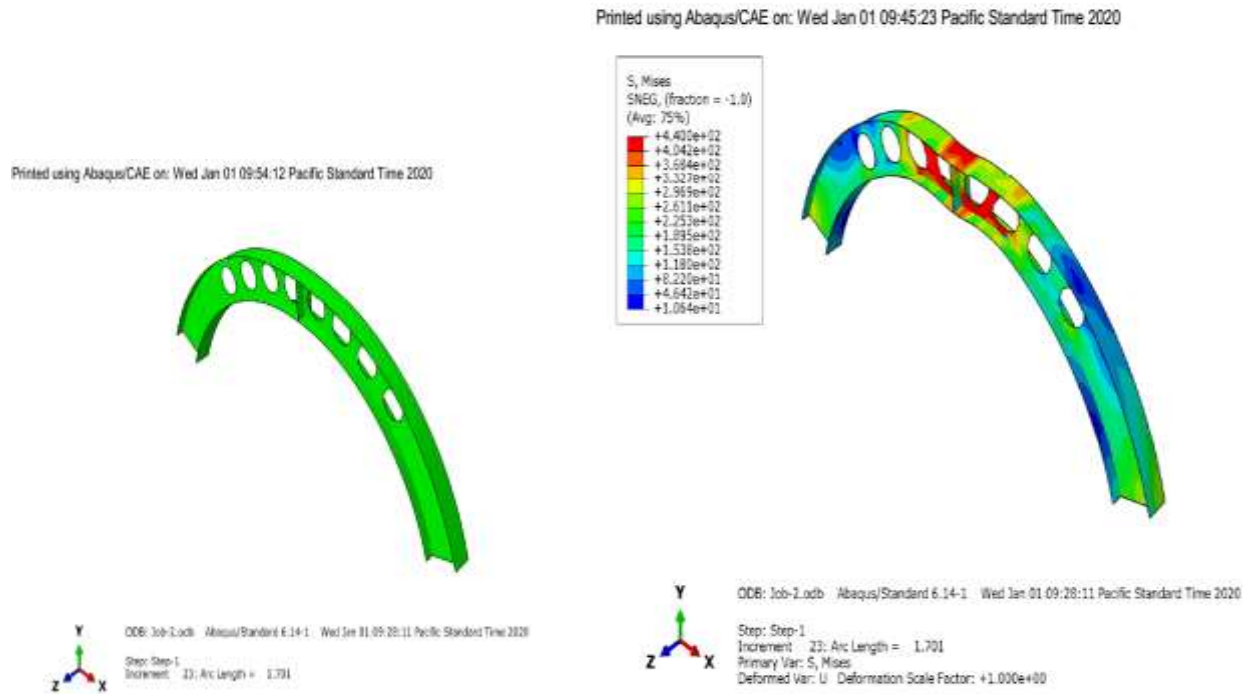 Printed using Abaqus/CAE on: Wed Jan 01 09:45:23 Pacific Standard Time 2020
S, Mises
SNEG, (fraction = -1.0)
(Avg: 75%)
+4.400e+02
+4.042e+02
+3.684e+02
+3.327e+02
+2.969e+02
+2.611e+02
+2.253e+02
+1.895e+02
+1.538e+02
+1.180e+02
+8.220e+01
+4.642e+01
+1.064e+01
Printed using Abaqus/CAE on: Wed Jan 01 09:54:12 Pacific Standard Time 2020
Y
Z
X
ODB: Job-2.odb Abaqus/Standard 6.14-1 Wed Jan 01 09:28:11 Pacific Standard Time 2020
Step: Step-1
Increment 23: Arc Length = 1.701
Y
Z
X
ODB: Job-2.odb Abaqus/Standard 6.14-1 Wed Jan 01 09:28:11 Pacific Standard Time 2020
Step: Step-1
Increment 23: Arc Length = 1.701
Primary Var: S, Mises
Deformed Var: U Deformation Scale Factor: +1.000e+00